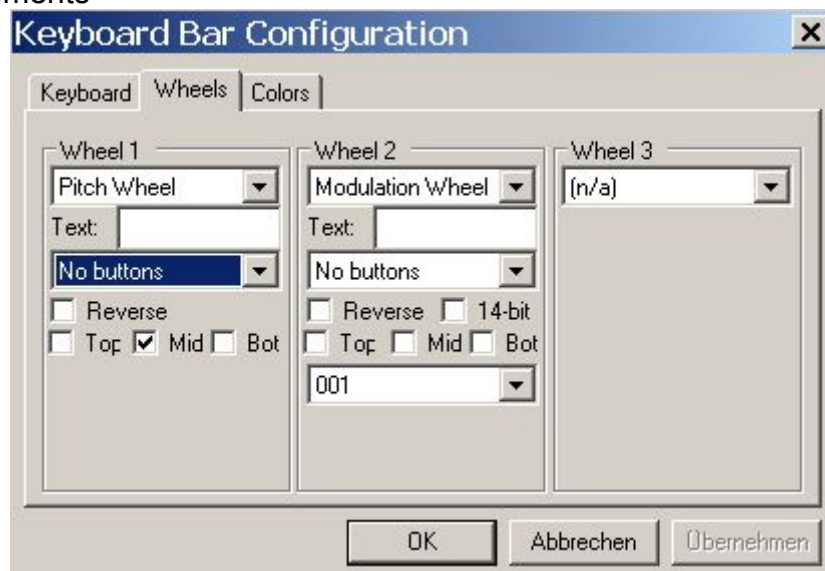 Keyboard Bar Configuration
Keyboard Wheels Colors
Wheel 1 Wheel 2 Wheel 3
Pitch Wheel Modulation Wheel (n/a)
Text: Text:
No buttons No buttons
Reverse Reverse 14-bit
Top Mid Bot Top Mid Bot
001
OK Abbrechen Übernehmen